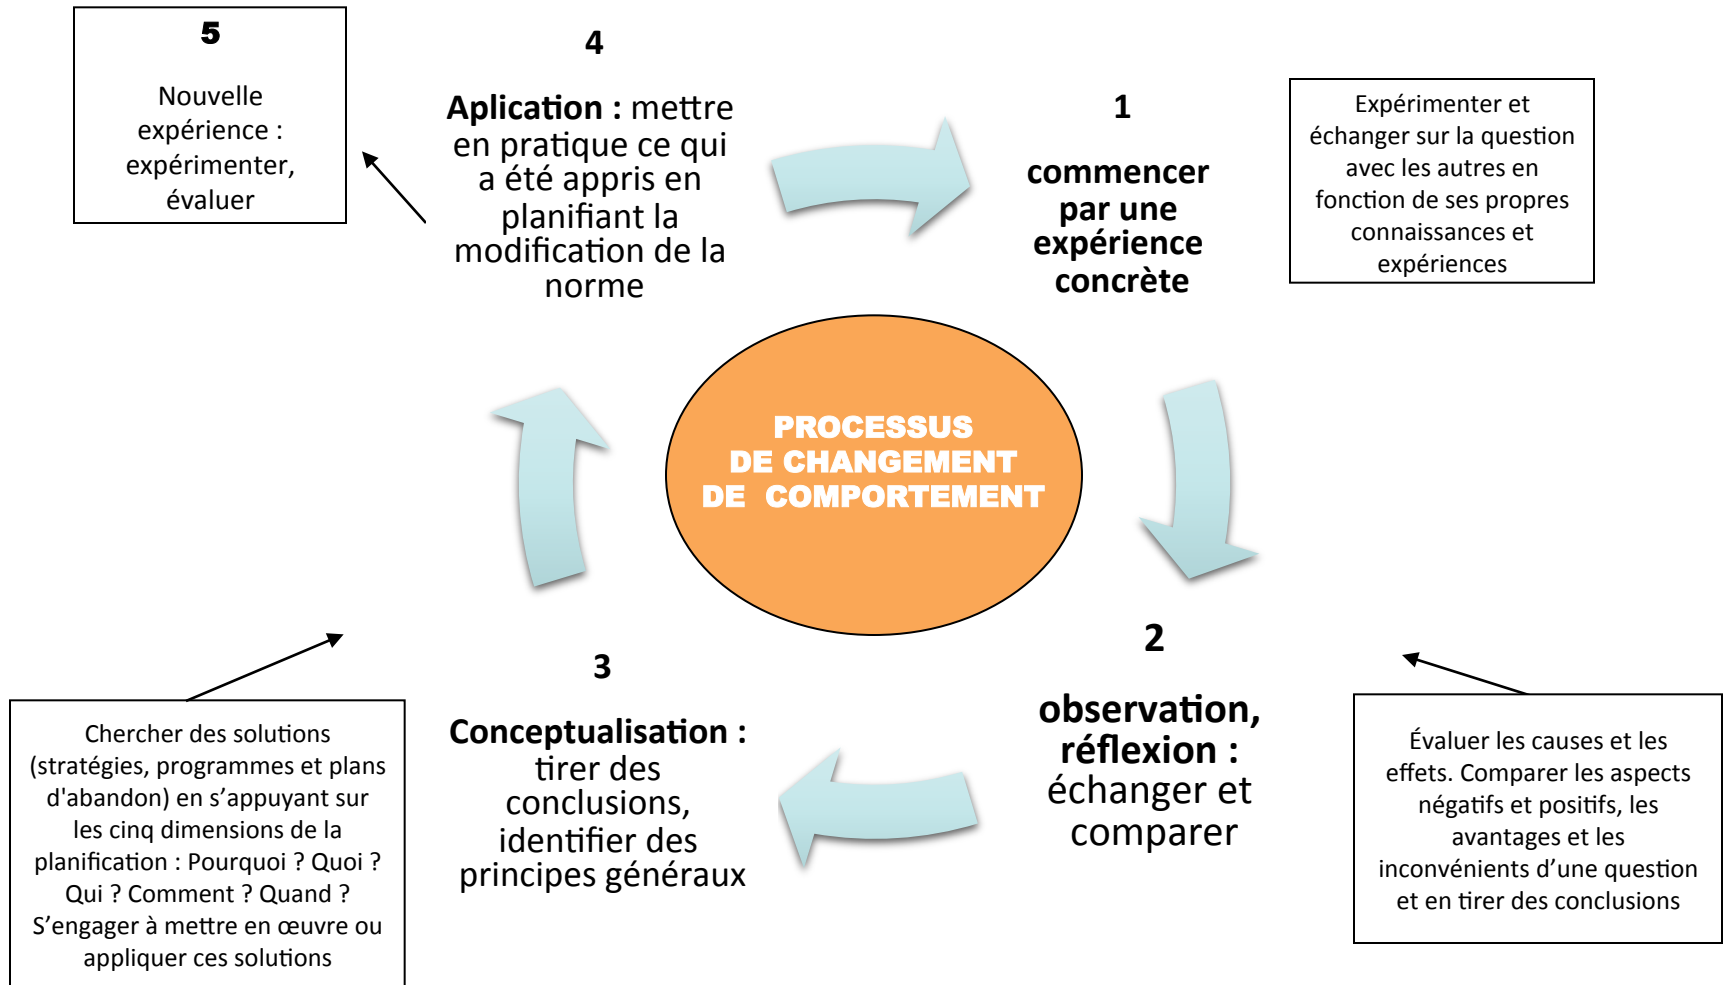 5
Nouvelle
expérience :
expérimenter,
évaluer
4
Aplication : mettre
en pratique ce qui
a été appris en
planifiant la
modification de la
norme
1
commencer
par une
expérience
concrète
Expérimenter et
échanger sur la question
avec les autres en
fonction de ses propres
connaissances et
expériences
PROCESSUS
DE CHANGEMENT
DE COMPORTEMENT
2
observation,
réflexion :
échanger et
comparer
Évaluer les causes et les
effets. Comparer les aspects
négatifs et positifs, les
avantages et les
inconvénients d’une question
et en tirer des conclusions
3
Conceptualisation :
tirer des
conclusions,
identifier des
principes généraux
Chercher des solutions
(stratégies, programmes et plans
d'abandon) en s’appuyant sur
les cinq dimensions de la
planification : Pourquoi ? Quoi ?
Qui ? Comment ? Quand ?
S’engager à mettre en œuvre ou
appliquer ces solutions